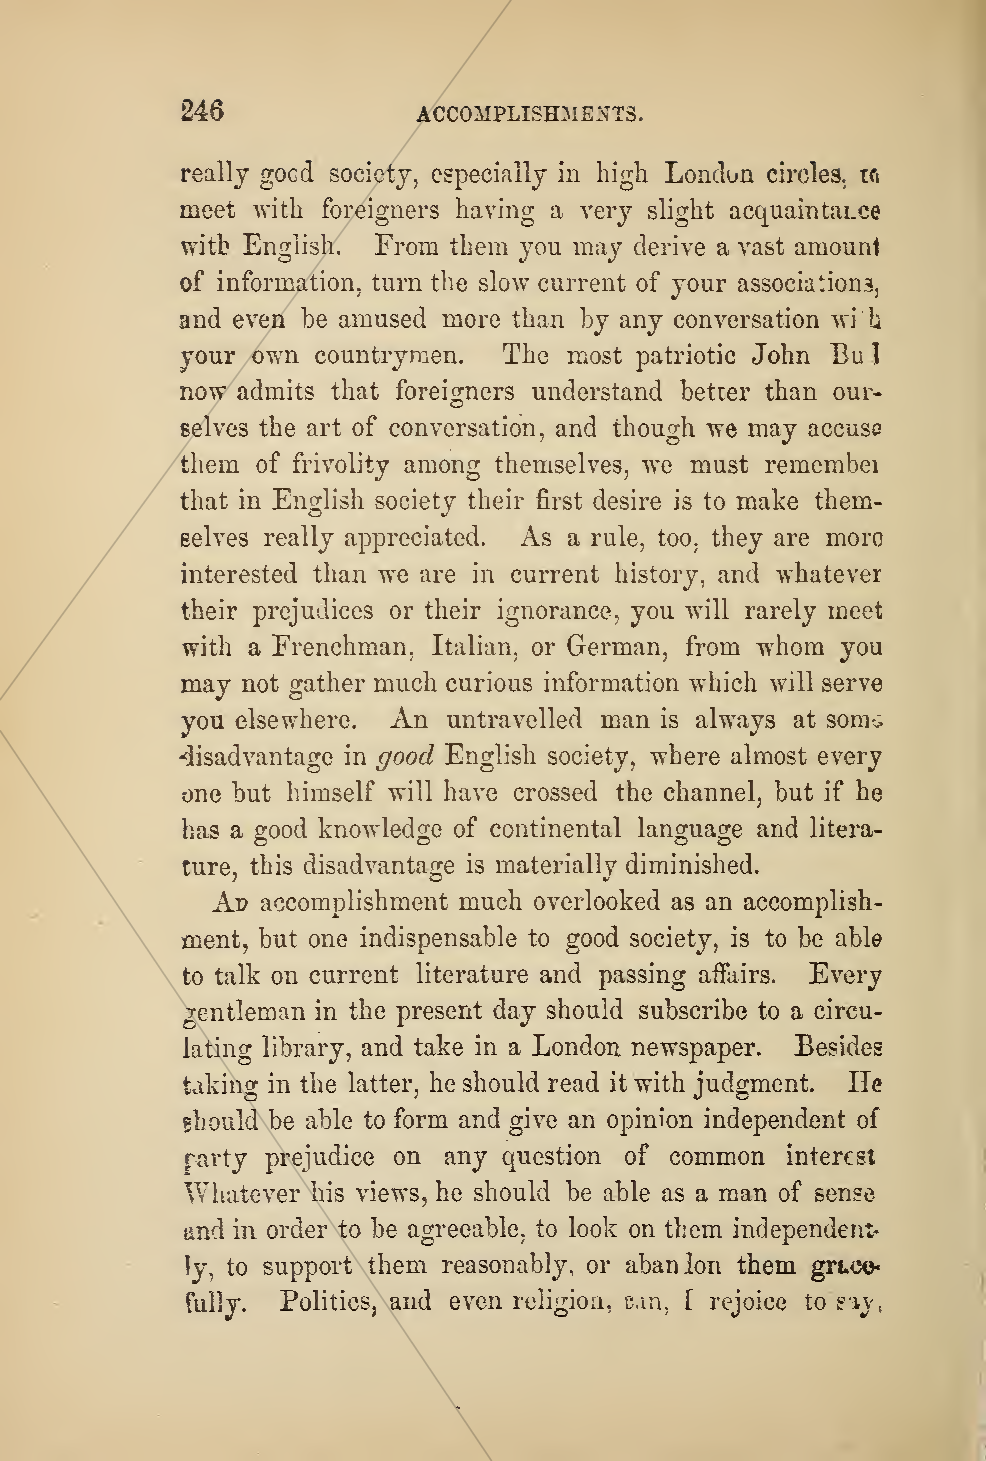 246 ACCOMPLISHMENTS.
really good society, especially in high London circles, to
meet with foreigners having a very slight acquaintance
with English. From them you may derive a vast amount
of information, turn the slow current of your associations,
and even be amused more than by any conversation with
your own countrymen. The most patriotic John Bull
now admits that foreigners understand better than our-
selves the art of conversation, and though we may accuse
them of frivolity among themselves, we must remember
that in English society their first desire is to make them-
selves really appreciated. As a rule, too, they are more
interested than we are in current history, and whatever
their prejudices or their ignorance, you will rarely meet
with a Frenchman, Italian, or German, from whom you
may not gather much curious information which will serve
you elsewhere. An untravelled man is always at some
disadvantage in good English society, where almost every
one but himself will have crossed the channel, but if he
has a good knowledge of continental language and litera-
ture, this disadvantage is materially diminished.
An accomplishment much overlooked as an accomplish-
ment, but one indispensable to good society, is to be able
to talk on current literature and passing affairs. Every
gentleman in the present day should subscribe to a circu-
lating library, and take in a London newspaper. Besides
taking in the latter, he should read it with judgment. He
should be able to form and give an opinion independent of
party prejudice on any question of common interest
Whatever his views, he should be able as a man of sense
and in order to be agreeable, to look on them independent-
ly, to support them reasonably, or abandon them grace-
fully. Politics, and even religion, can, I rejoice to say,